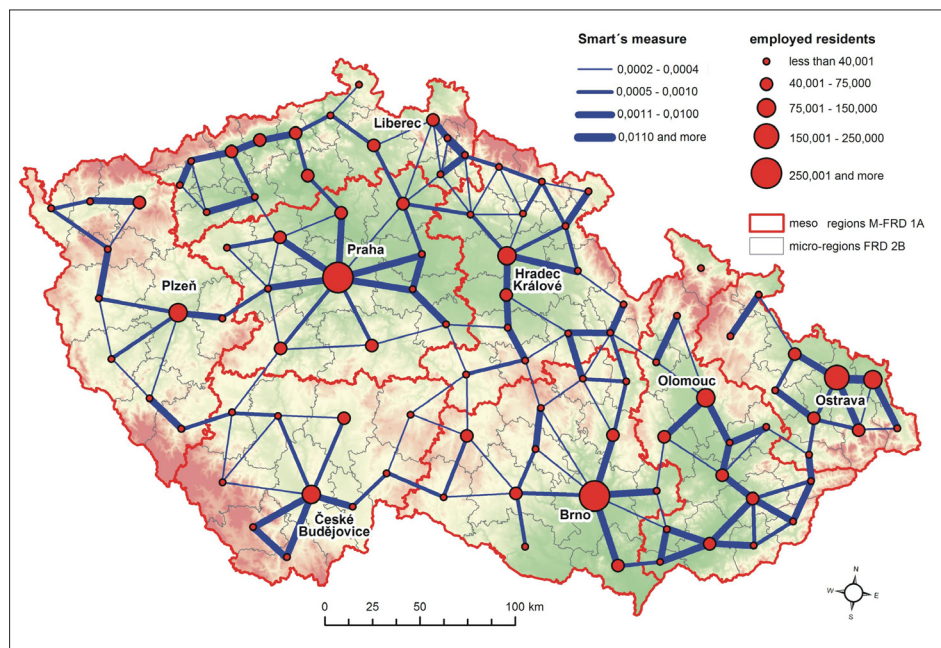 Smart´s measure
0,0002 - 0,0004
0,0005 - 0,0010
0,0011 - 0,0100
0,0110 and more
employed residents
less than 40,001
40,001 - 75,000
75,001 - 150,000
150,001 - 250,000
250,001 and more
meso regions M-FRD 1A
micro-regions FRD 2B
Liberec
Praha
Hradec
Králové
Plzeň
Olomouc
Ostrava
Brno
České
Budějovice
0 25 50 100 km
N
W E
S